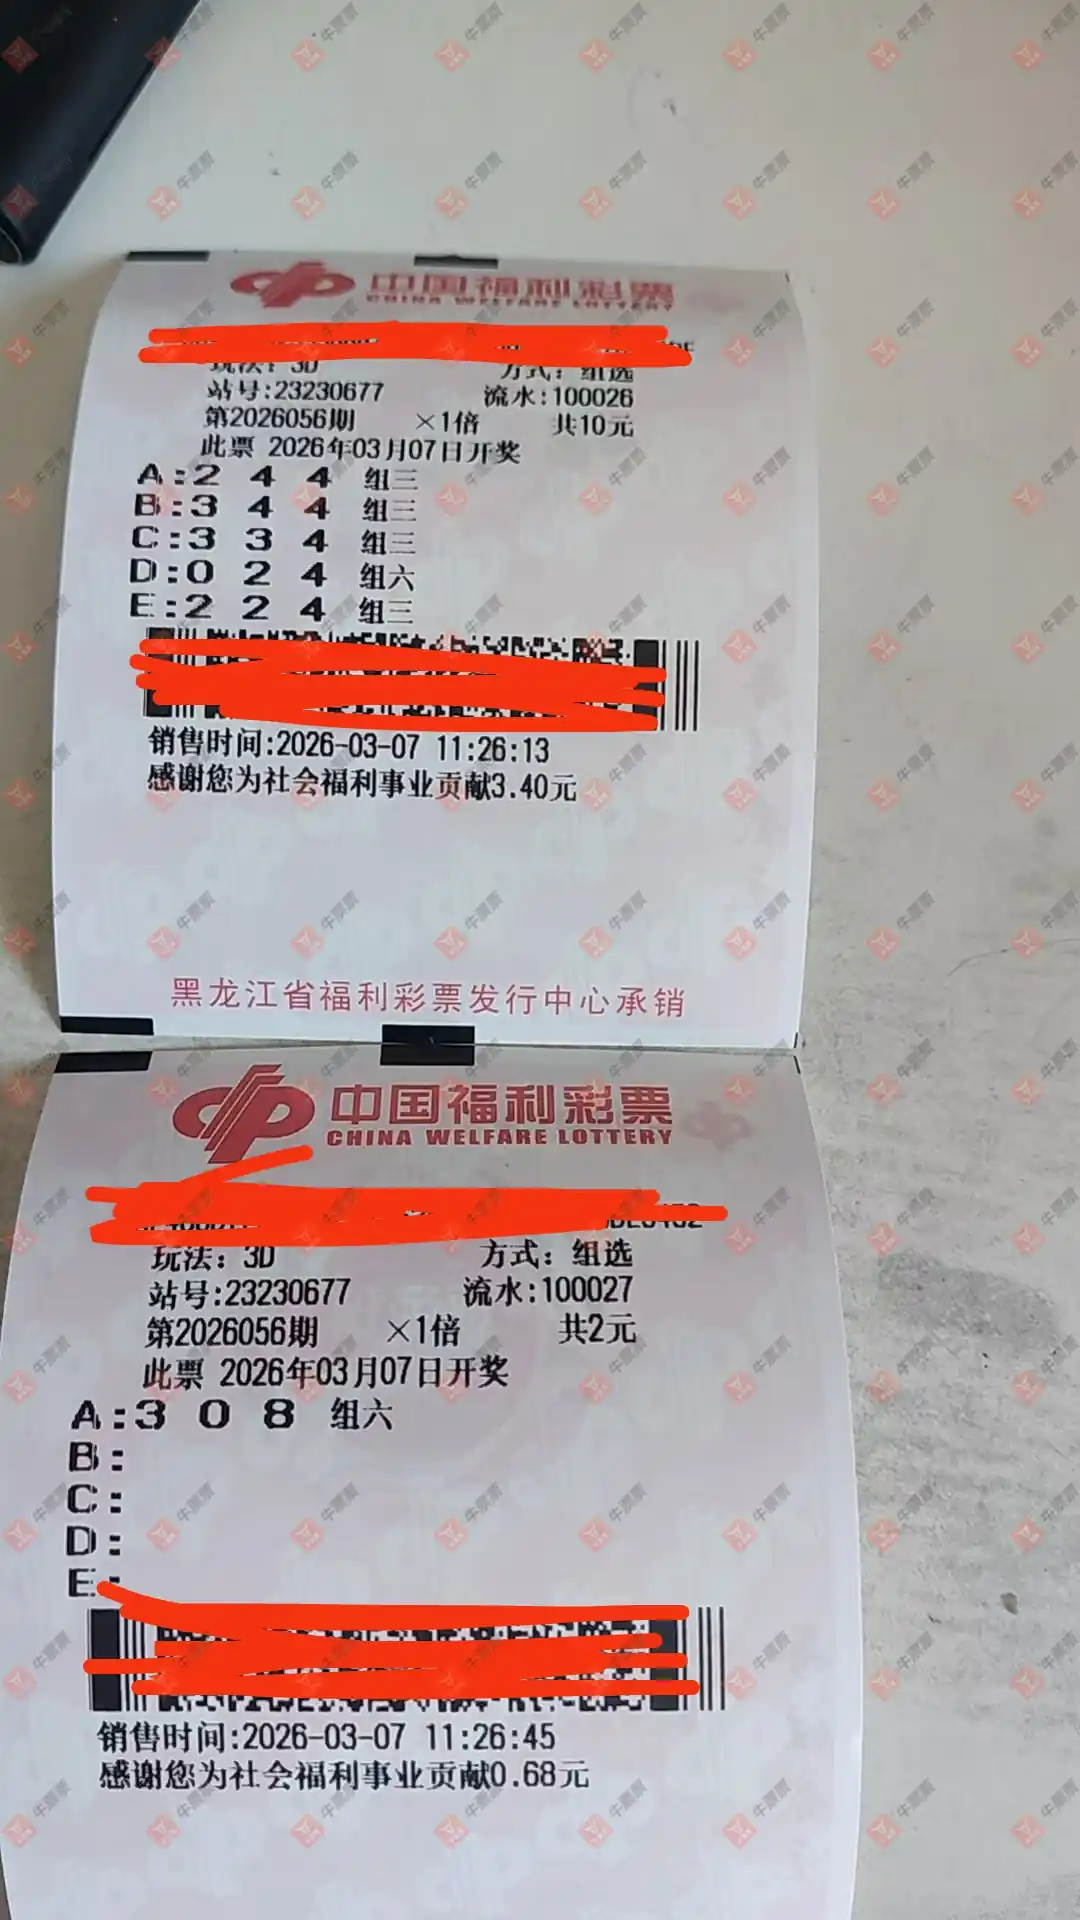 中国福利彩票
CHINA WELFARE LOTTERY
玩法：3D 方式：组选
站号:23230677 流水:100026
第2026056期 ×1倍 共10元
此票 2026年03月07日开奖
A:2 4 4 组三
B:3 4 4 组三
C:3 3 4 组三
D:0 2 4 组六
E:2 2 4 组三
销售时间:2026-03-07 11:26:13
感谢您为社会福利事业贡献3.40元
黑龙江省福利彩票发行中心承销
中国福利彩票
CHINA WELFARE LOTTERY
玩法：3D 方式：组选
站号:23230677 流水:100027
第2026056期 ×1倍 共2元
此票 2026年03月07日开奖
A:3 0 8 组六
B:
C:
D:
E:
销售时间:2026-03-07 11:26:45
感谢您为社会福利事业贡献0.68元
牛票票